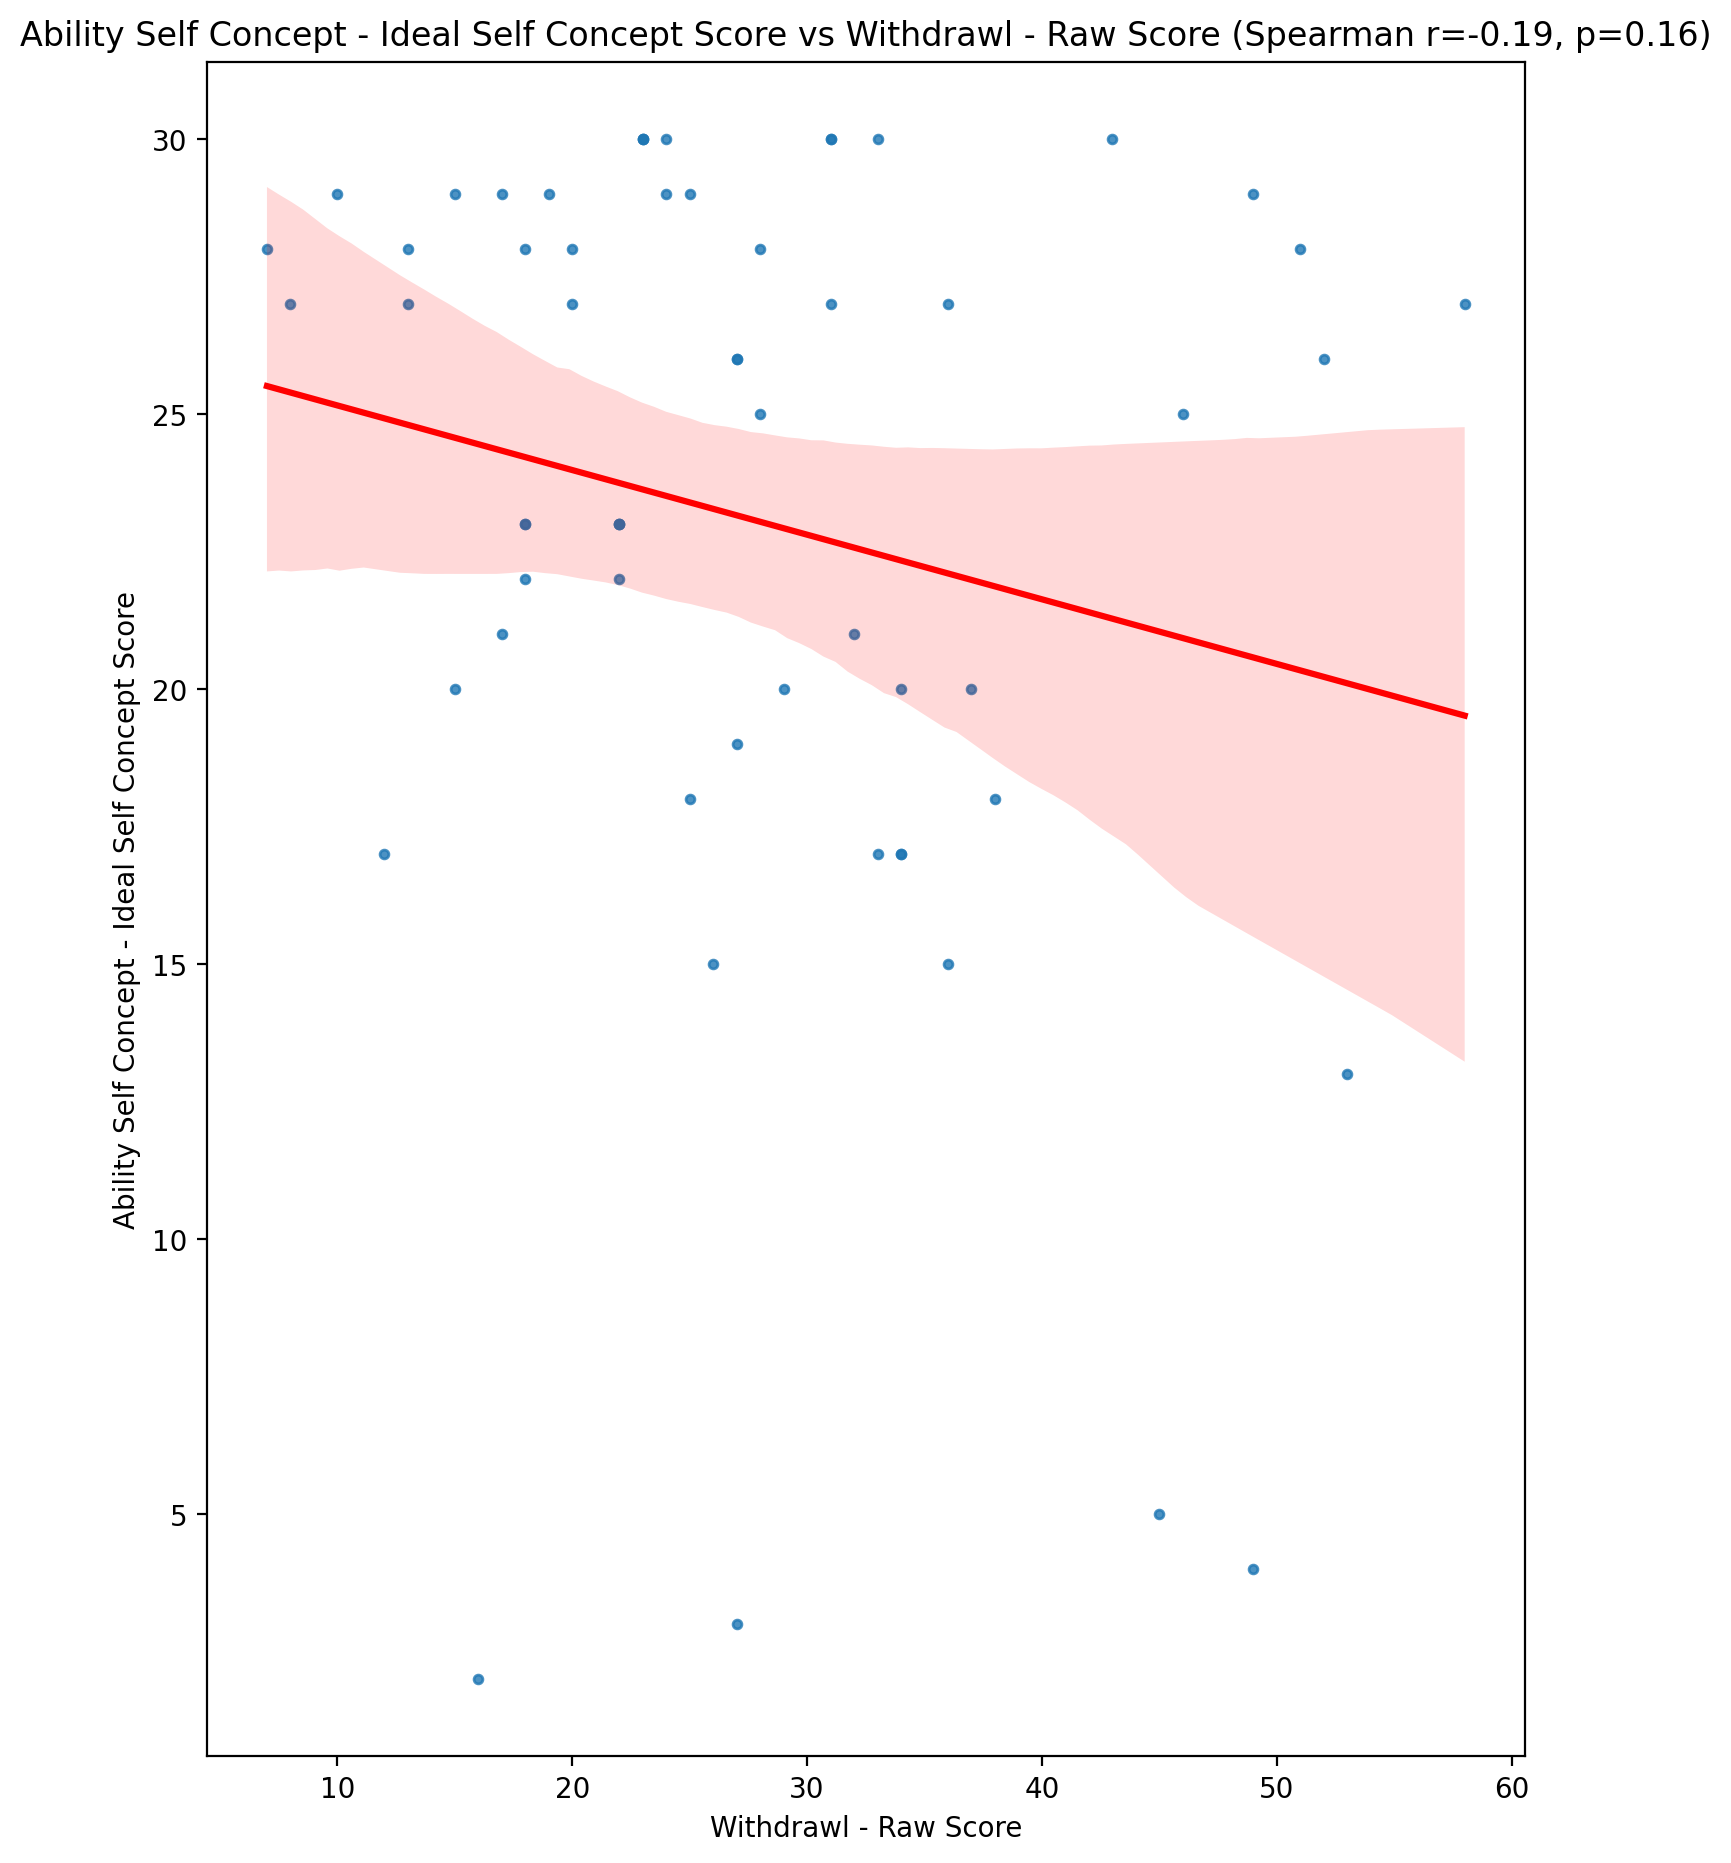 Ability Self Concept - Ideal Self Concept Score vs Withdrawl - Raw Score (Spearman r=-0.19, p=0.16)
Ability Self Concept - Ideal Self Concept Score
30
25
20
15
10
5
10 20 30 40 50 60
Withdrawl - Raw Score